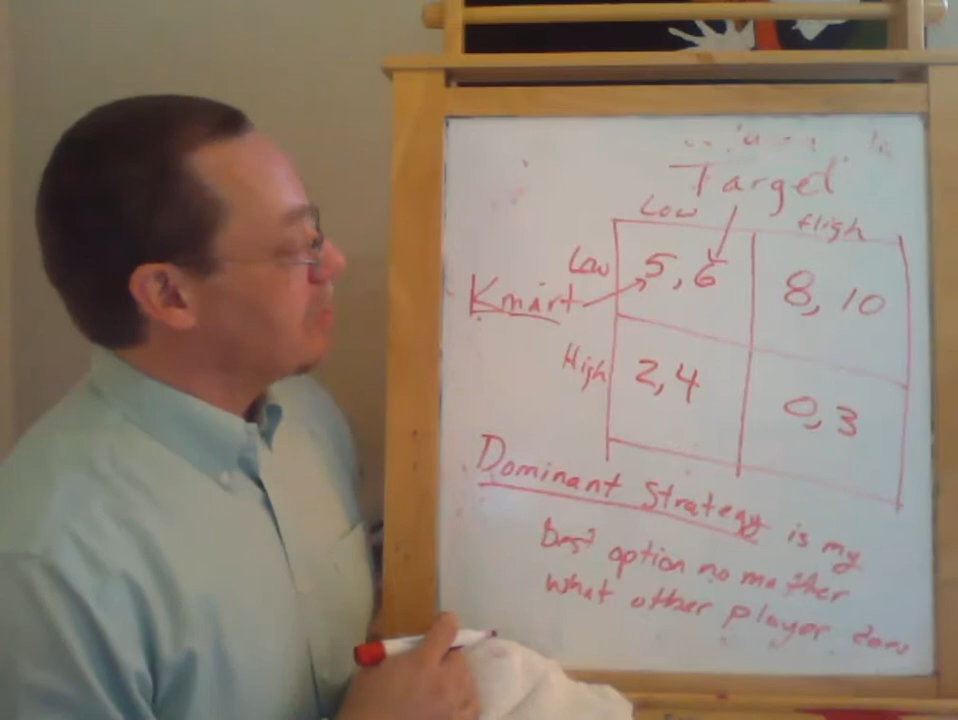 Target
Low High
Low 5, 6 8, 10
Kmart
High 2, 4 0, 3
Dominant Strategy is my
best option no matter
what other player does